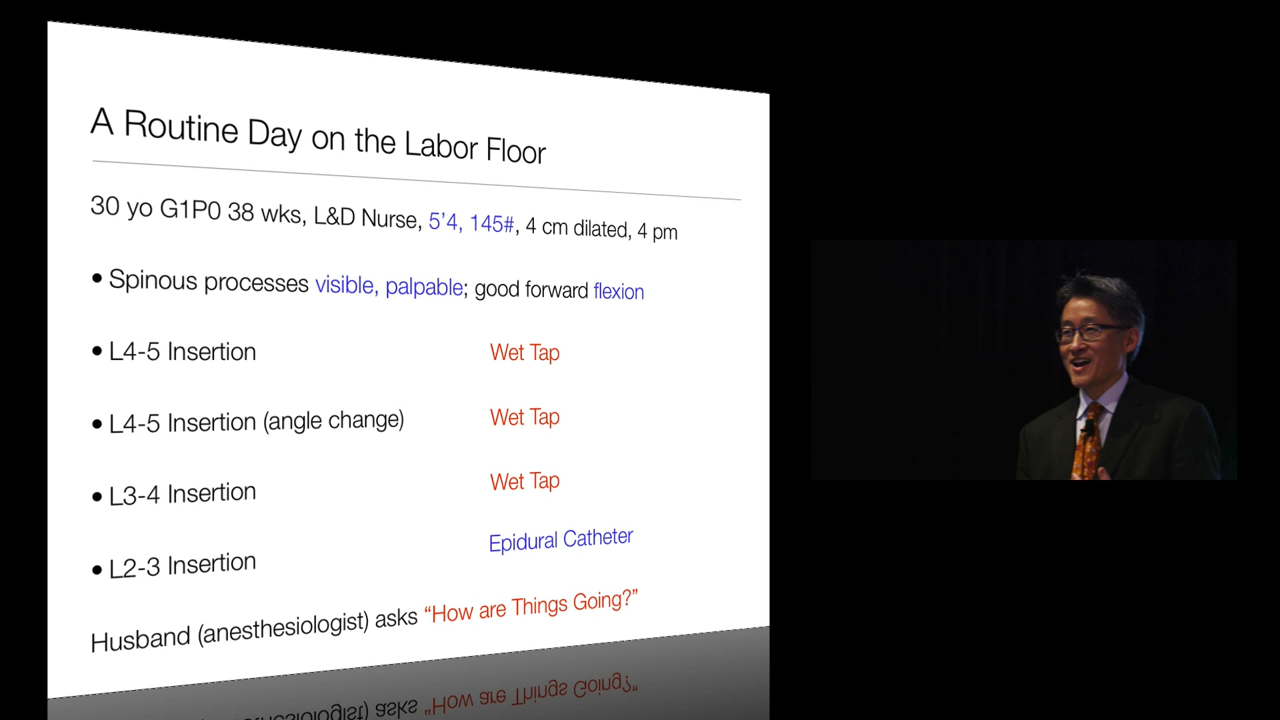 A Routine Day on the Labor Floor
30 yo G1P0 38 wks, L&D Nurse, 5’4, 145#, 4 cm dilated, 4 pm
• Spinous processes visible, palpable; good forward flexion
• L4-5 Insertion Wet Tap
• L4-5 Insertion (angle change) Wet Tap
• L3-4 Insertion Wet Tap
• L2-3 Insertion Epidural Catheter
Husband (anesthesiologist) asks “How are Things Going?”